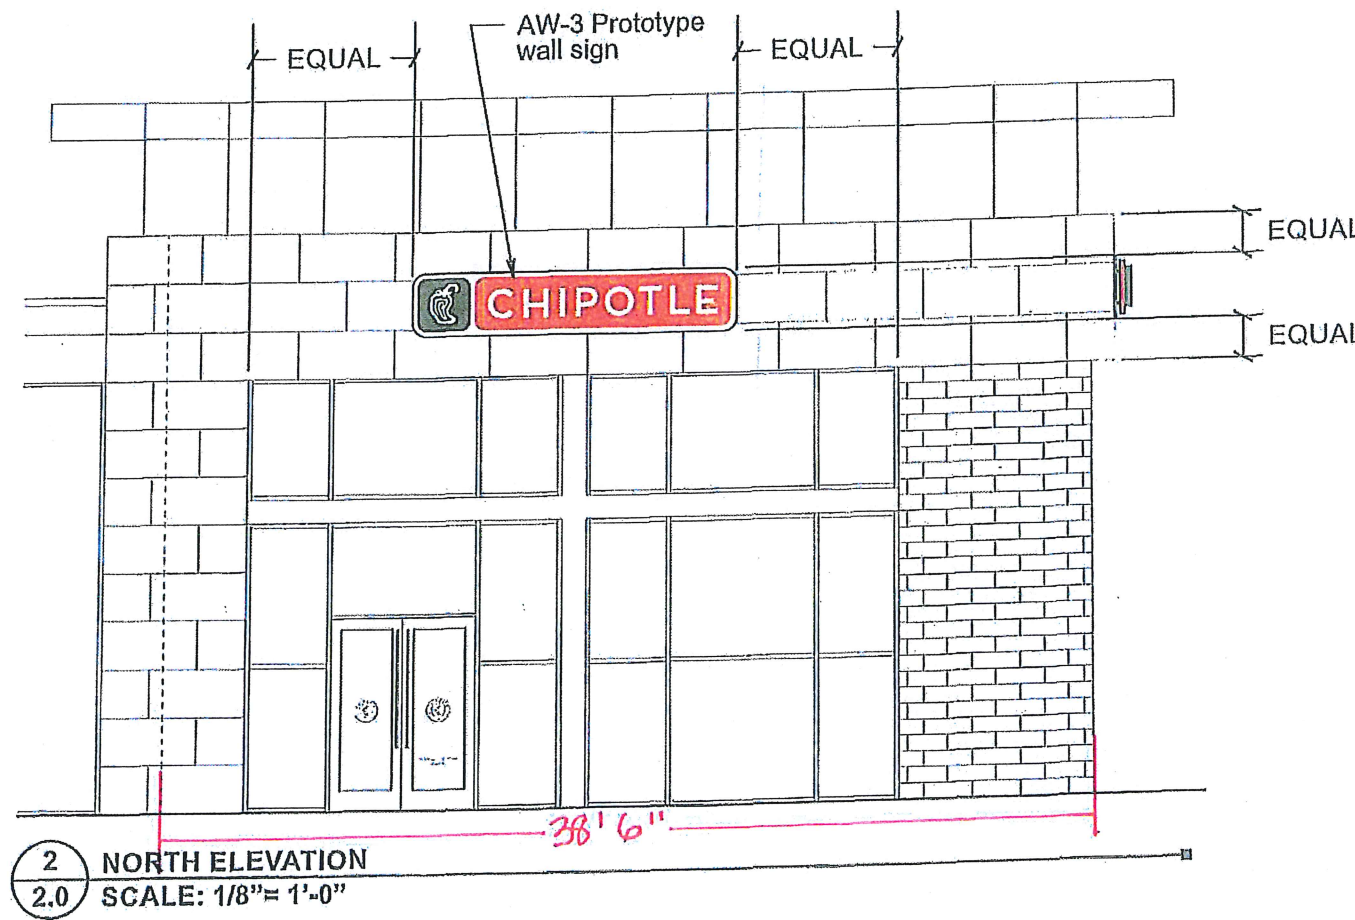 AW-3 Prototype
wall sign
EQUAL
EQUAL
EQUAL
CHIPOTLE
EQUAL
38'6"
2
NORTH ELEVATION
2.0
SCALE: 1/8"= 1'-0"